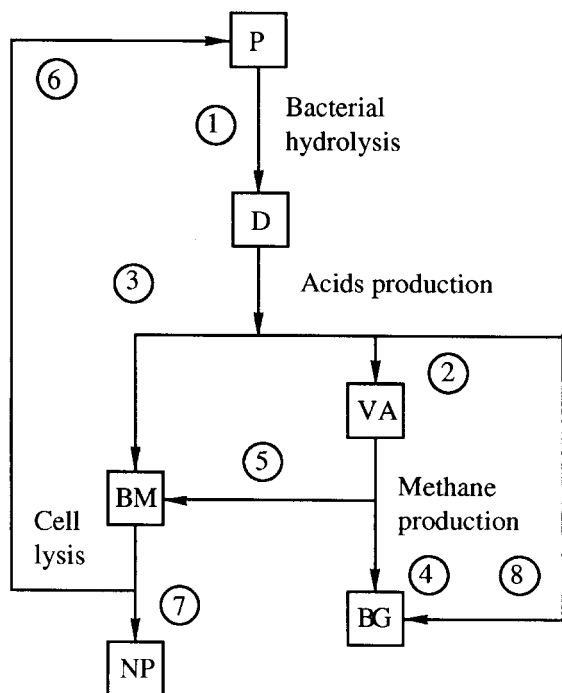 P
6
1
Bacterial
hydrolysis
D
3
Acids production
2
VA
5
BM
Methane
production
Cell
lysis
4
8
7
BG
NP